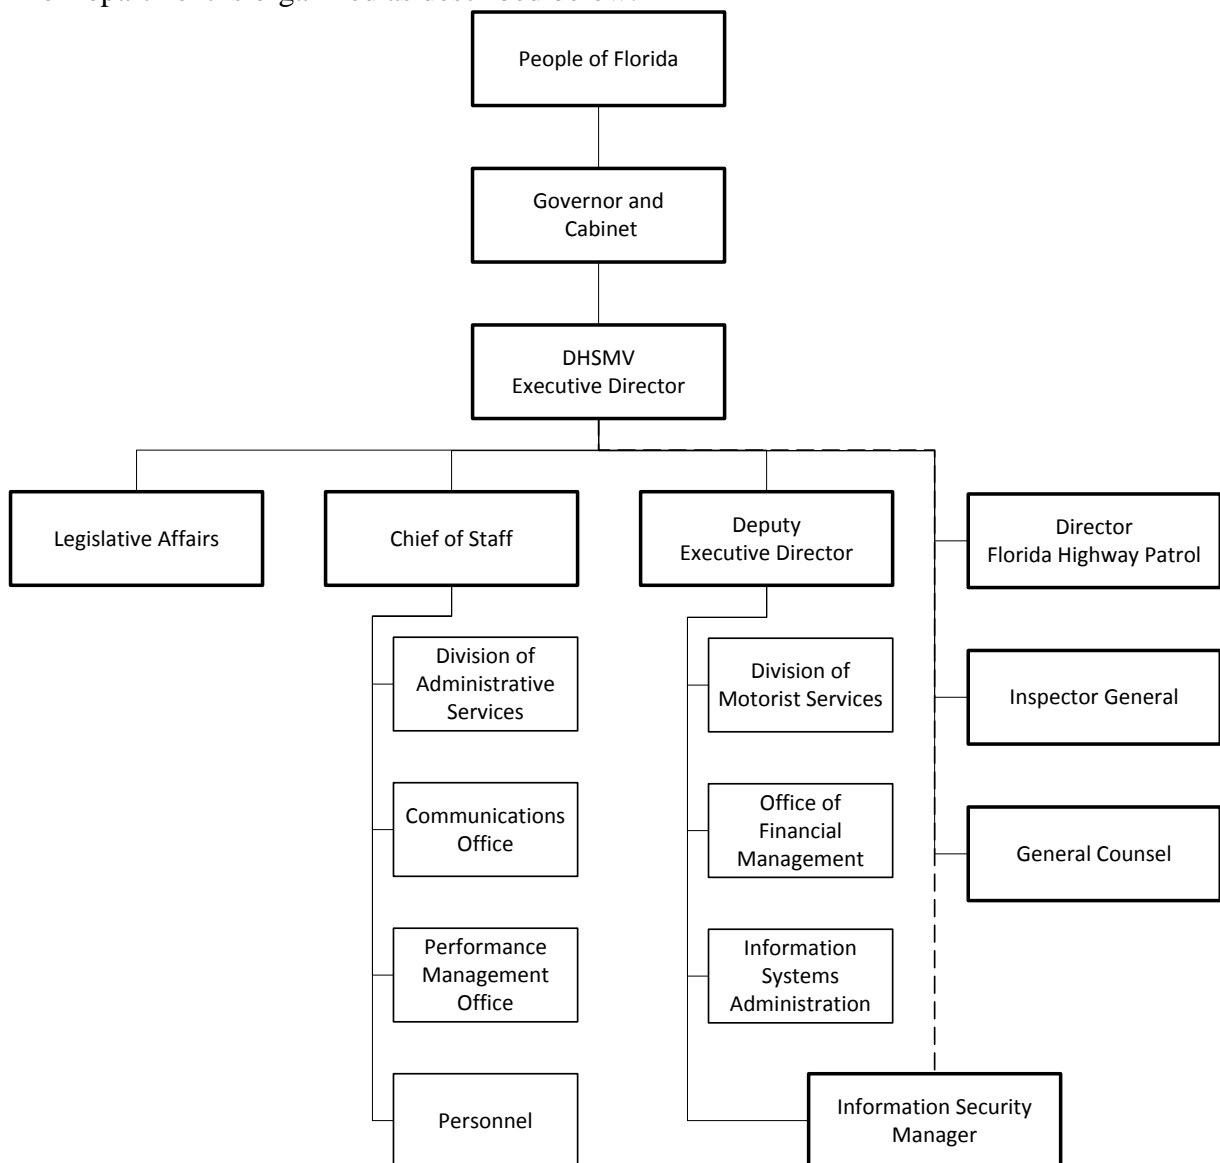 People of Florida
Governor and
Cabinet
DHSMV
Executive Director
Legislative Affairs
Chief of Staff
Deputy
Executive Director
Director
Florida Highway Patrol
Division of
Administrative
Services
Division of
Motorist Services
Inspector General
Communications
Office
Office of
Financial
Management
General Counsel
Performance
Management
Office
Information
Systems
Administration
Personnel
Information Security
Manager